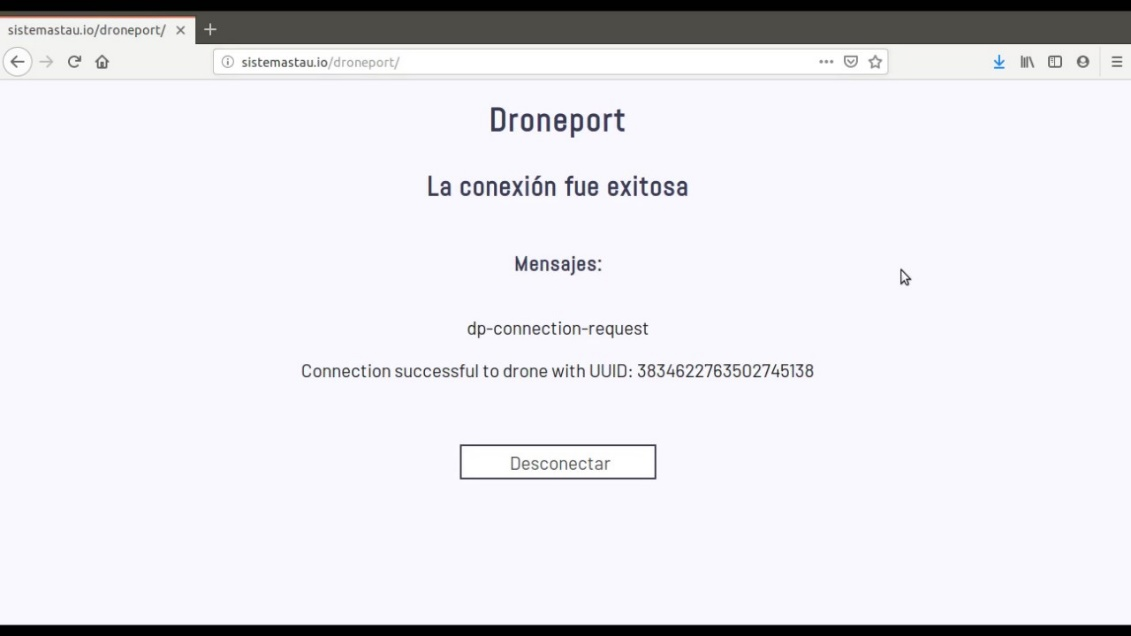 sistemastau.io/droneport/
sistemastau.io/droneport/
Droneport
La conexión fue exitosa
Mensajes:
dp-connection-request
Connection successful to drone with UUID: 3834622763502745138
Desconectar